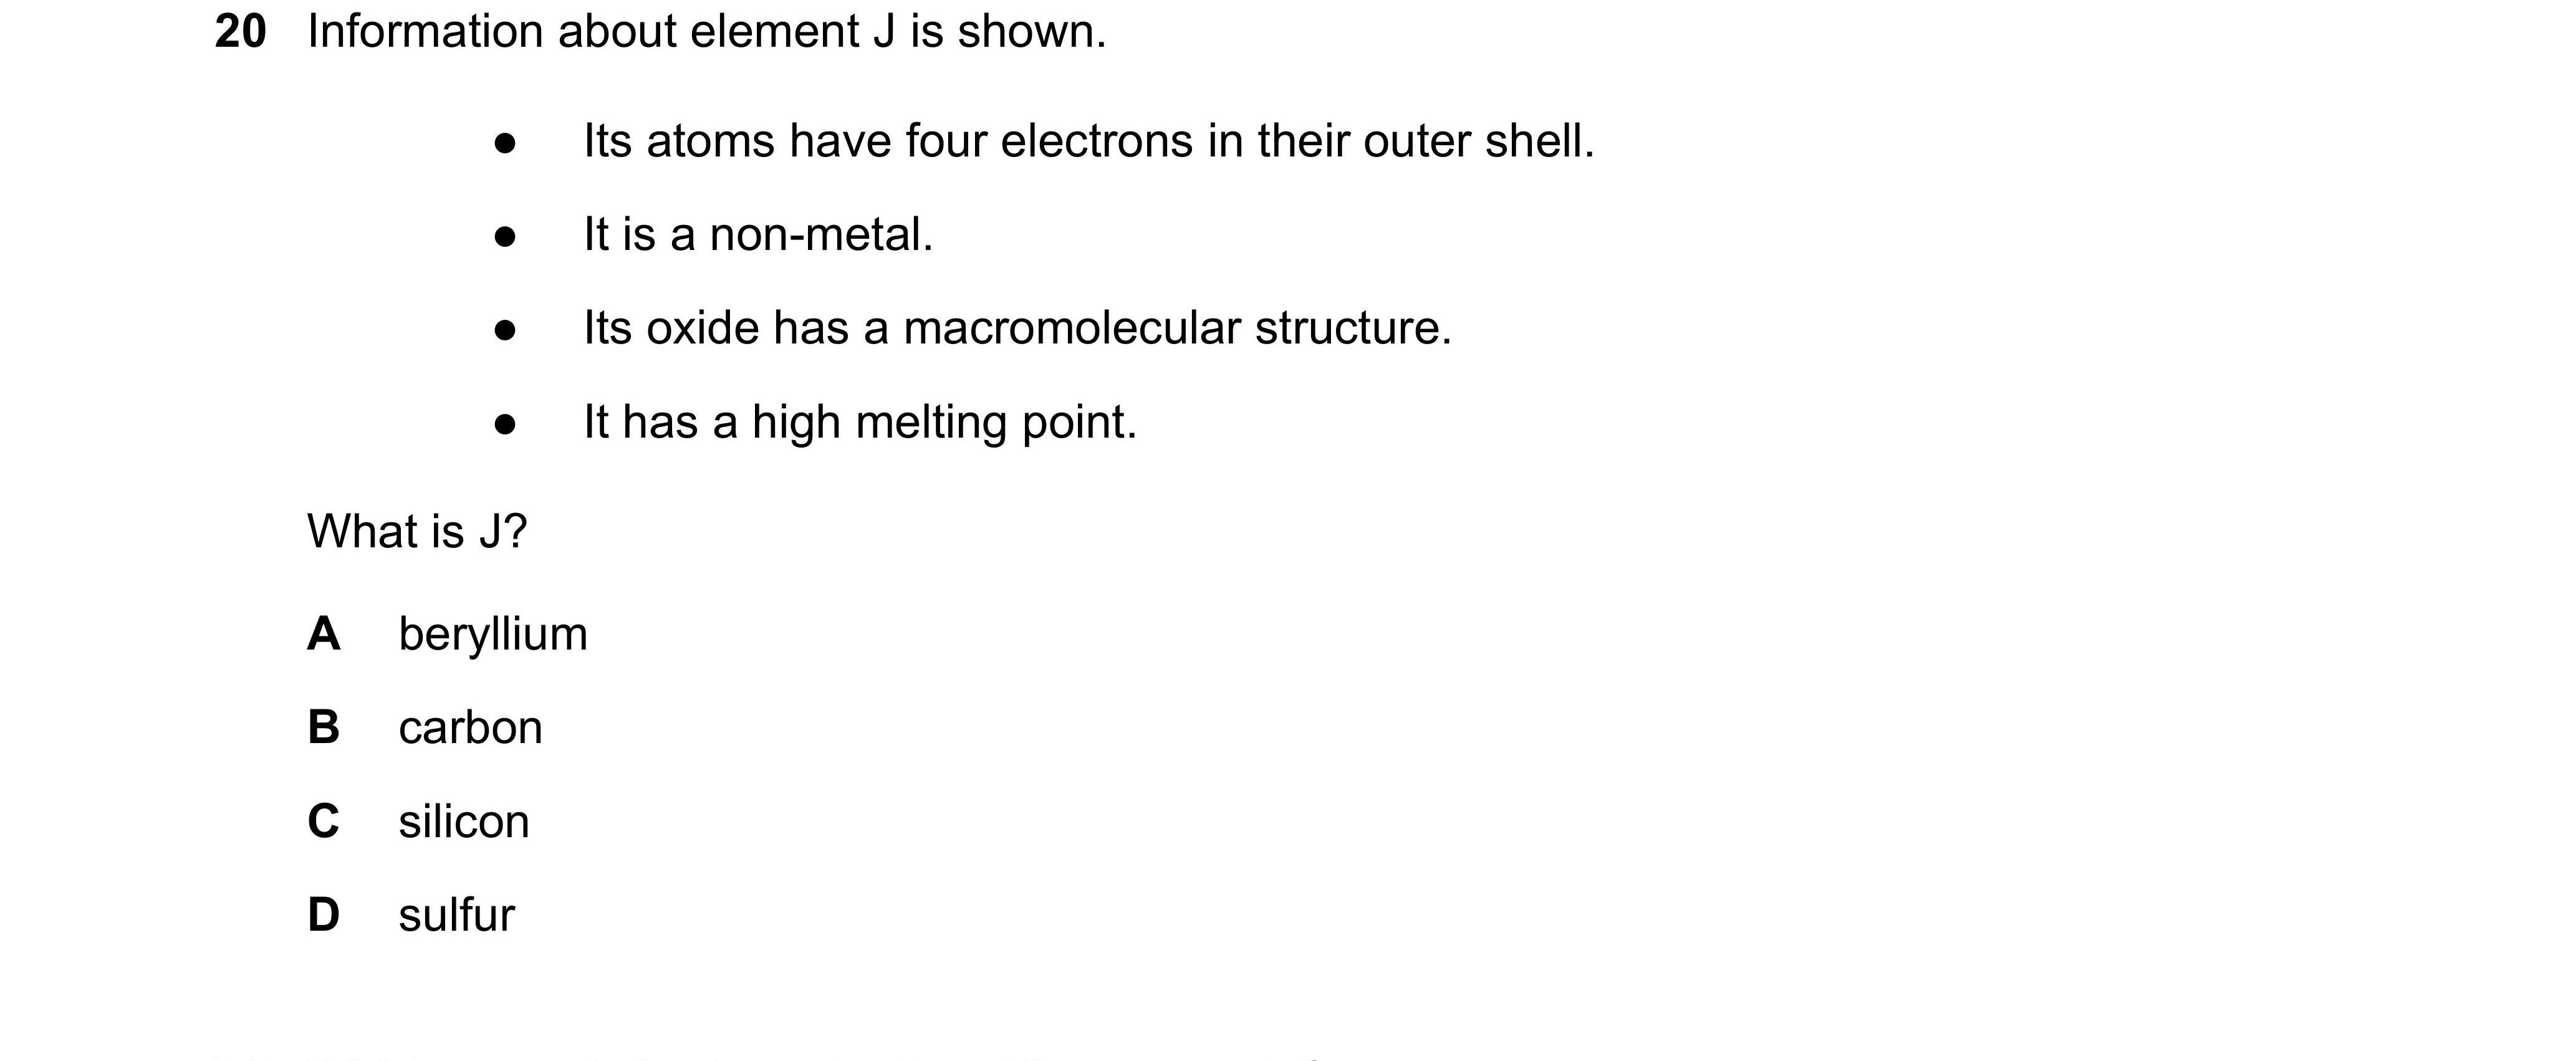 20 Information about element J is shown.
● Its atoms have four electrons in their outer shell.
● It is a non-metal.
● Its oxide has a macromolecular structure.
● It has a high melting point.
What is J?
A beryllium
B carbon
C silicon
D sulfur